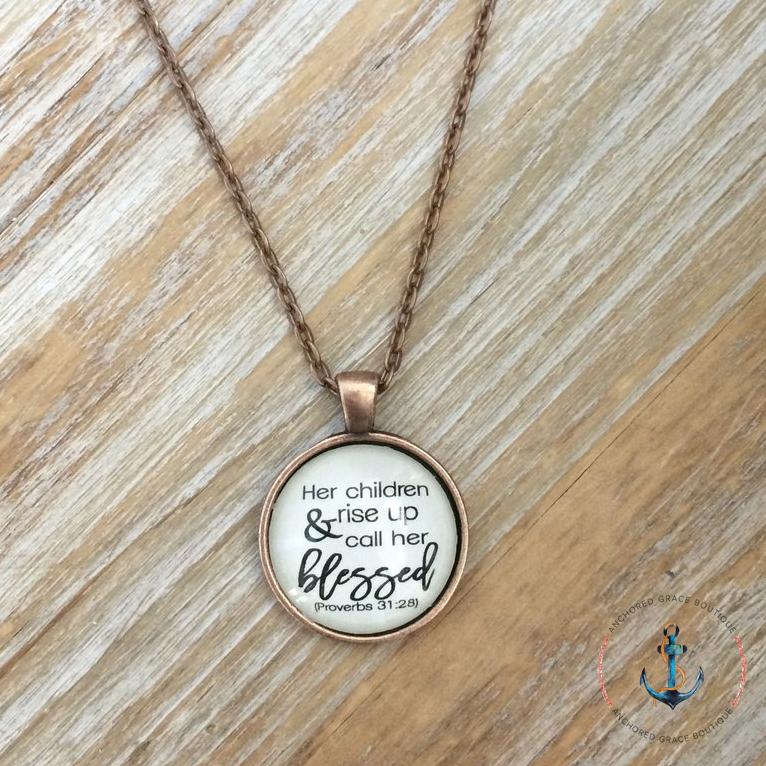 Her children
& rise up
call her
blessed
(Proverbs 31:28)
ANCHORED GRACE BOUTIQUE
ANCHORED GRACE BOUTIQUE